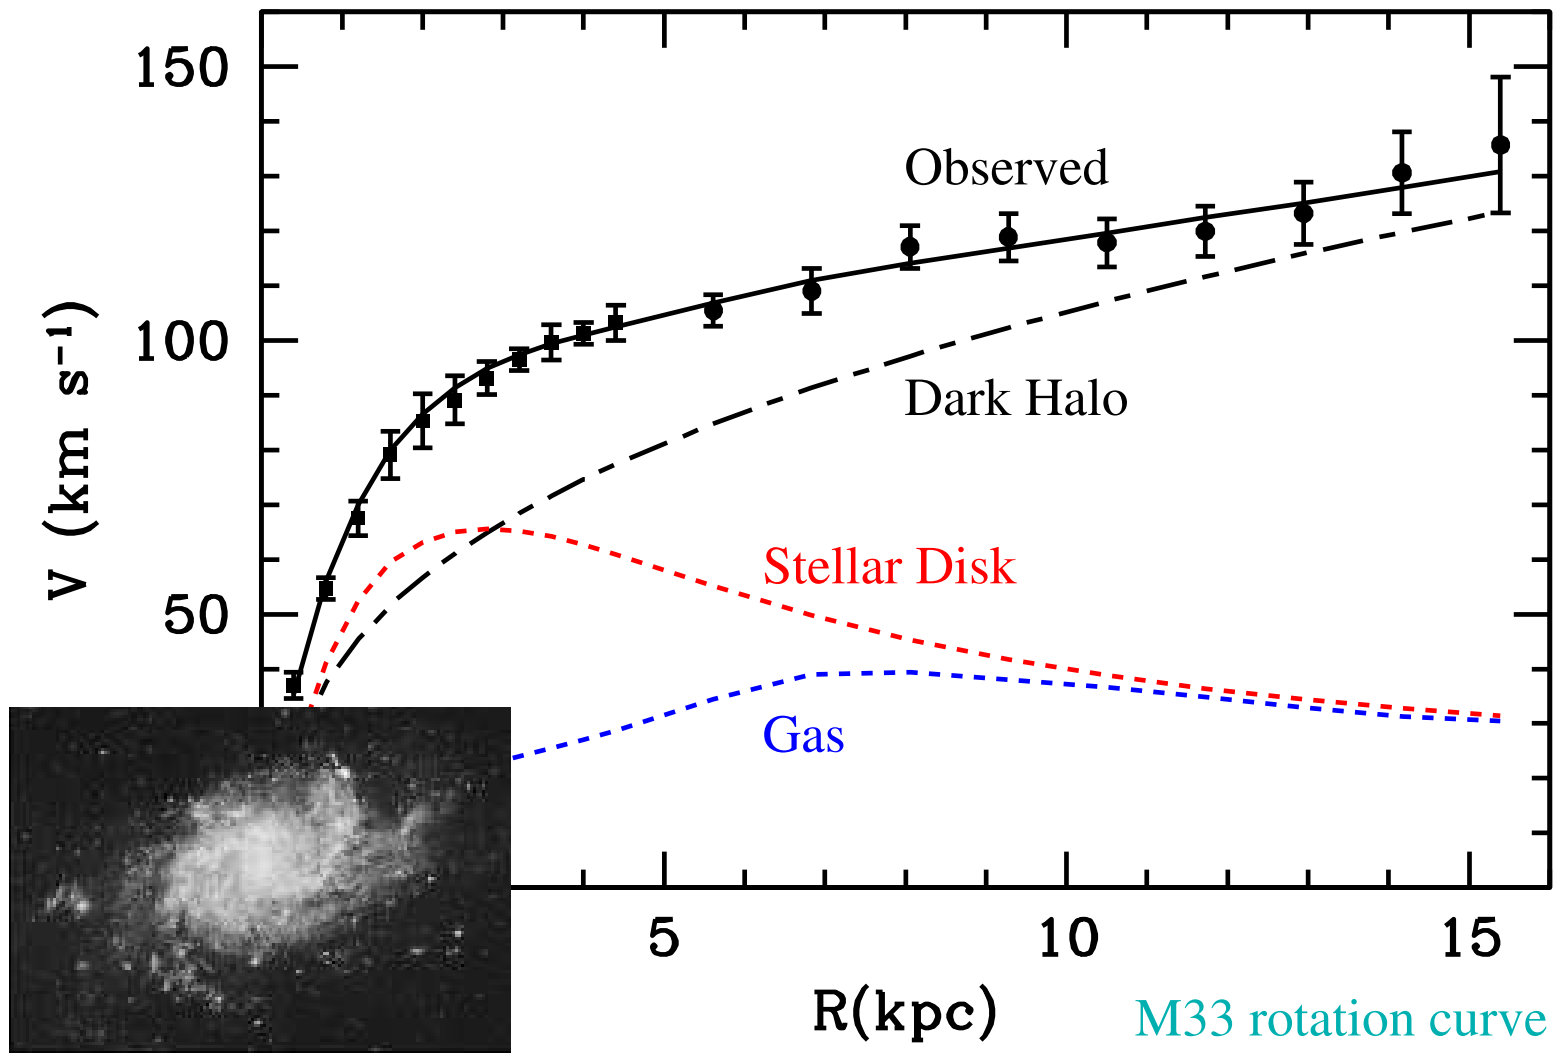 150
Observed
100
Dark Halo
V (km s⁻¹)
Stellar Disk
50
Gas
5
10
15
R(kpc)
M33 rotation curve